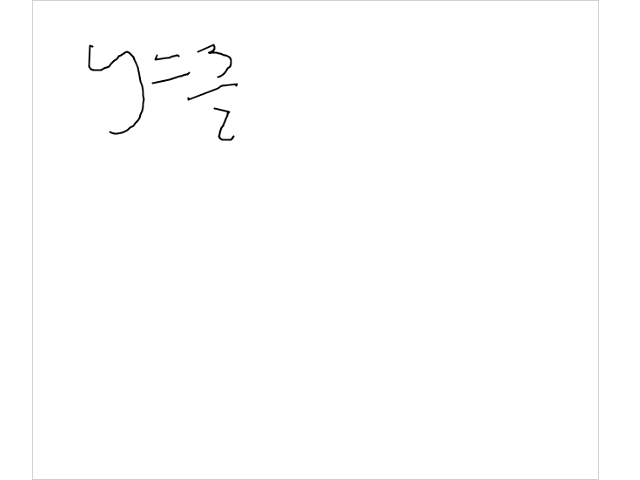 y = 3/2